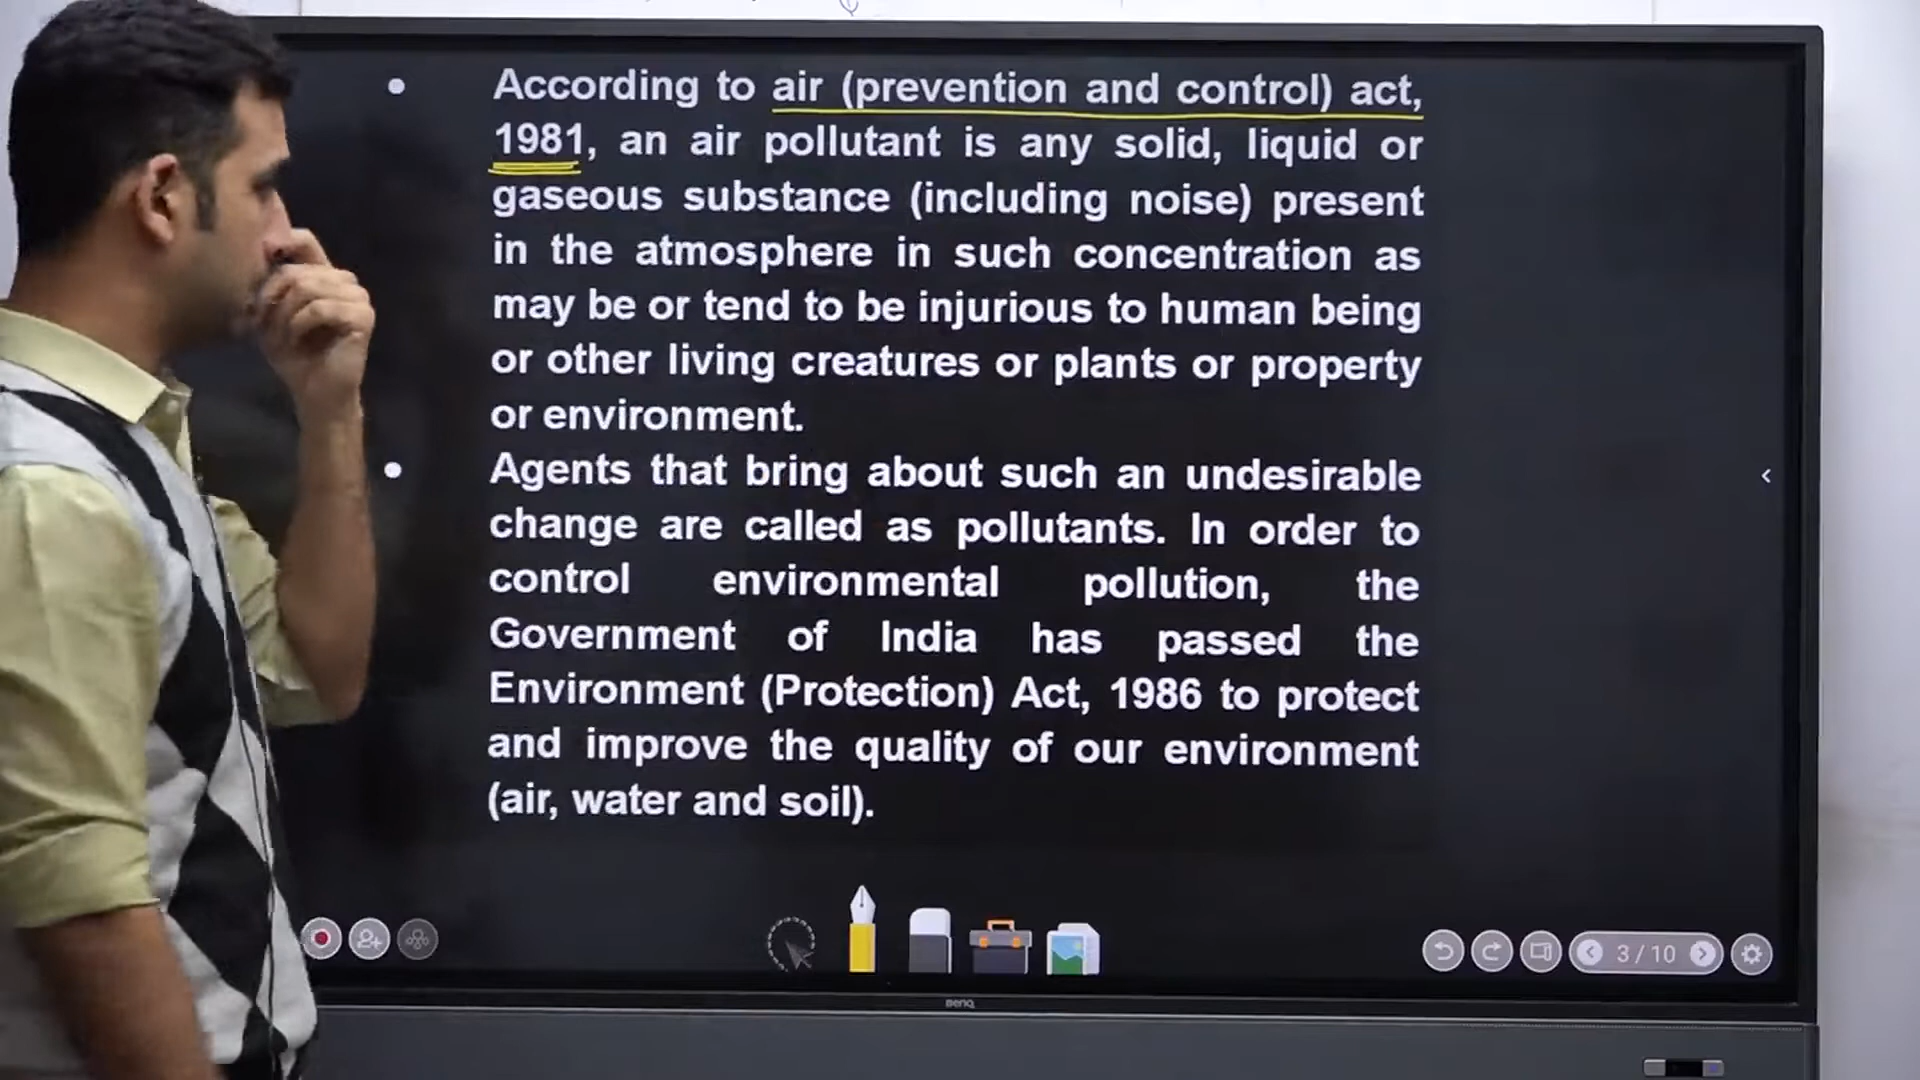 • According to air (prevention and control) act,
1981, an air pollutant is any solid, liquid or
gaseous substance (including noise) present
in the atmosphere in such concentration as
may be or tend to be injurious to human being
or other living creatures or plants or property
or environment.
• Agents that bring about such an undesirable
change are called as pollutants. In order to
control environmental pollution, the
Government of India has passed the
Environment (Protection) Act, 1986 to protect
and improve the quality of our environment
(air, water and soil).
3 / 10
BenQ